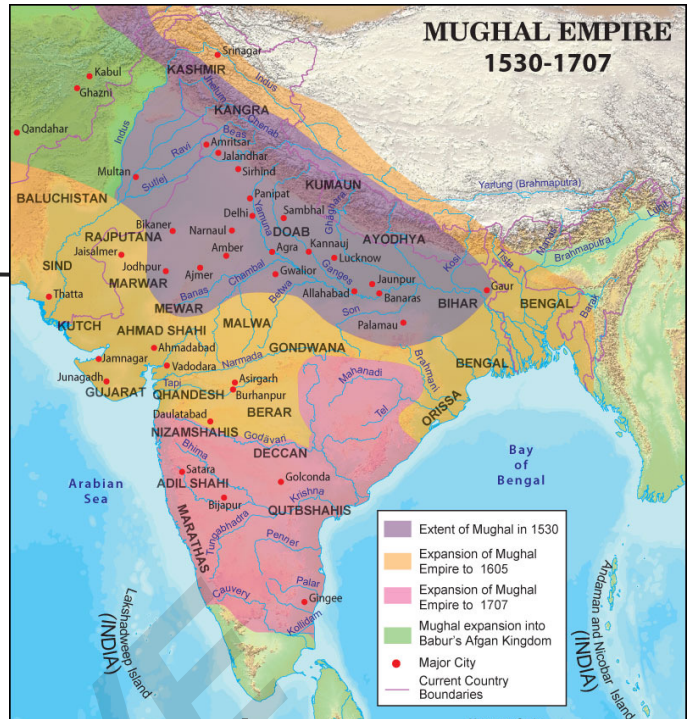 MUGHAL EMPIRE
1530-1707
Srinagar
KASHMIR
Indus
Kabul
Ghazni
Jhelum
Chenab
KANGRA
Qandahar
Indus
Ravi
Beas
Amritsar
Jalandhar
Sirhind
Multan
Sutlej
KUMAUN
Yarlung (Brahmaputra)
BALUCHISTAN
Panipat
Delhi
Yamuna
Sambhal
Ghaghara
Bikaner
Narnaul
DOAB
AYODHYA
Manas
Lohit
RAJPUTANA
Jaisalmer
Amber
Agra
Kannauj
Lucknow
Kosi
Tista
Brahmaputra
SIND
Jodhpur
Ajmer
Chambal
Gwalior
Ganges
Jaunpur
MARWAR
Thatta
Banas
Betwa
Allahabad
Banaras
BIHAR
Gaur
BENGAL
Barak
MEWAR
Son
KUTCH
AHMAD SHAHI
MALWA
Palamau
Ahmadabad
GONDWANA
Jamnagar
Vadodara
Narmada
BENGAL
Junagadh
Tapi
Asirgarh
Mahanadi
Brahmani
GUJARAT
QHANDESH
Burhanpur
BERAR
Tel
ORISSA
Daulatabad
NIZAMSHAHIS
Godavari
Bhima
DECCAN
Satara
ADIL SHAHI
Golconda
Arabian
Sea
Bay
of
Bengal
Bijapur
Krishna
QUTBSHAHIS
MARATHAS
Tungabhadra
Penner
Palar
Cauvery
Gingee
Kollidam
Lakshadweep Island
(INDIA)
Andaman and Nicobar Island
(INDIA)
Extent of Mughal in 1530
Expansion of Mughal
Empire to 1605
Expansion of Mughal
Empire to 1707
Mughal expansion into
Babur's Afgan Kingdom
Major City
Current Country
Boundaries